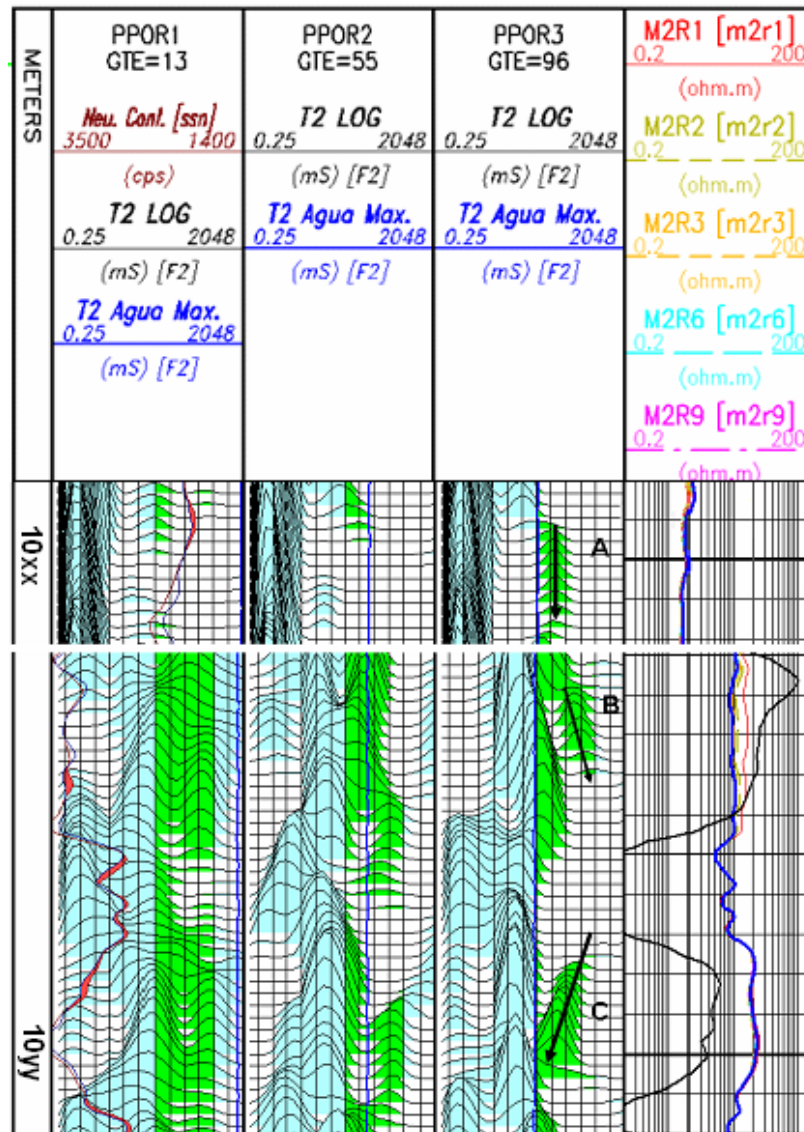 METERS
PPOR1
GTE=13
Neu. Cont. [ssn]
3500 1400
(cps)
T2 LOG
0.25 2048
(mS) [F2]
T2 Agua Max.
0.25 2048
(mS) [F2]
PPOR2
GTE=55
T2 LOG
0.25 2048
(mS) [F2]
T2 Agua Max.
0.25 2048
(mS) [F2]
PPOR3
GTE=96
T2 LOG
0.25 2048
(mS) [F2]
T2 Agua Max.
0.25 2048
(mS) [F2]
M2R1 [m2r1]
0.2 200
(ohm.m)
M2R2 [m2r2]
0.2 200
(ohm.m)
M2R3 [m2r3]
0.2 200
(ohm.m)
M2R6 [m2r6]
0.2 200
(ohm.m)
M2R9 [m2r9]
0.2 200
(ohm.m)
10xx
A
B
C
10yy